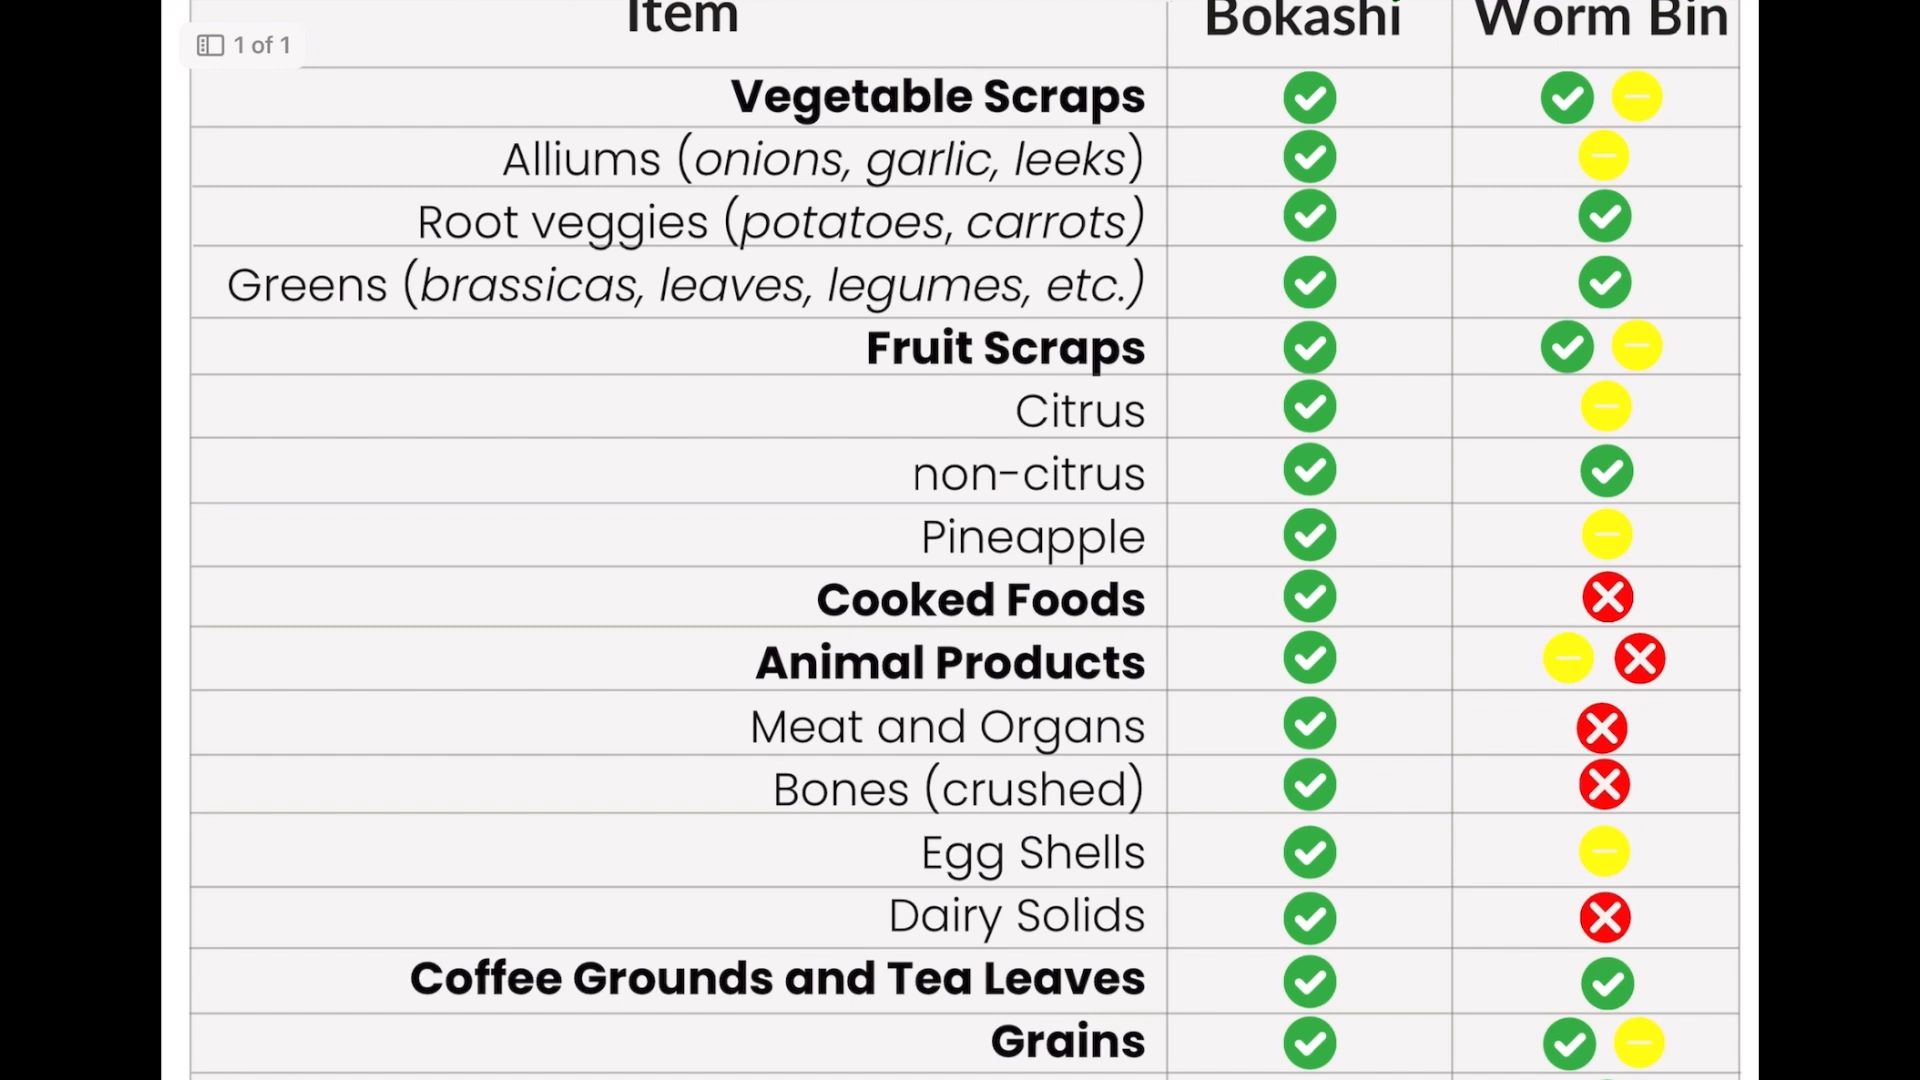 Item Bokashi Worm Bin
1 of 1
Vegetable Scraps
Alliums (onions, garlic, leeks)
Root veggies (potatoes, carrots)
Greens (brassicas, leaves, legumes, etc.)
Fruit Scraps
Citrus
non-citrus
Pineapple
Cooked Foods
Animal Products
Meat and Organs
Bones (crushed)
Egg Shells
Dairy Solids
Coffee Grounds and Tea Leaves
Grains